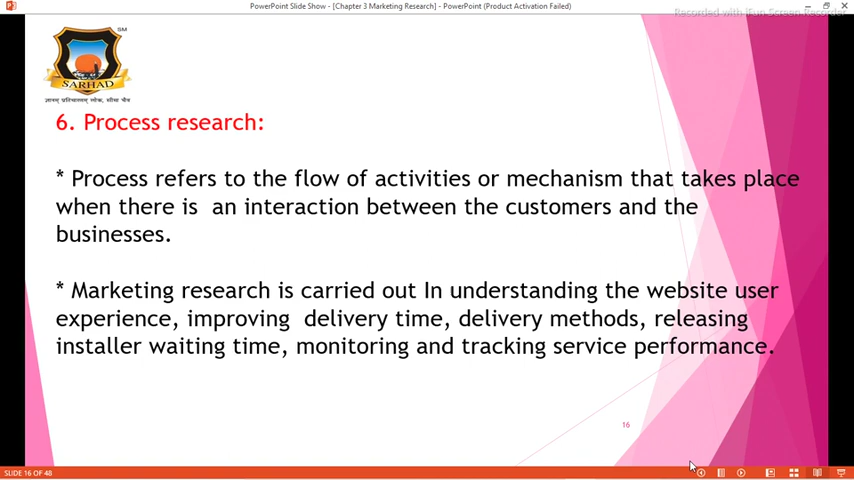 PowerPoint Slide Show - [Chapter 3 Marketing Research] - PowerPoint (Product Activation Failed)
Recorded with iTun Screen Recorder
SM
SARHAD
6. Process research:
* Process refers to the flow of activities or mechanism that takes place
when there is  an interaction between the customers and the
businesses.
* Marketing research is carried out In understanding the website user
experience, improving  delivery time, delivery methods, releasing
installer waiting time, monitoring and tracking service performance.
16
SLIDE 16 OF 48